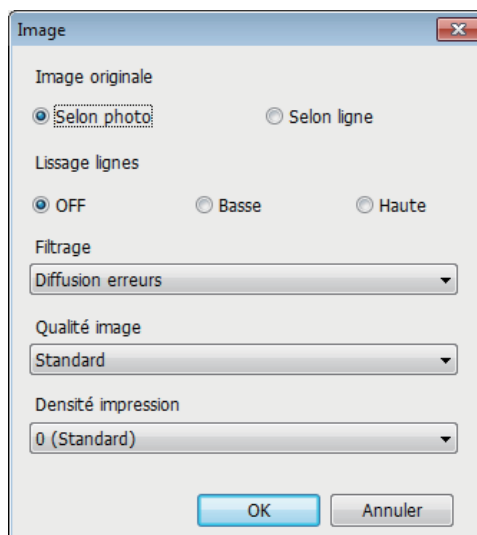 Image
Image originale
Selon photo Selon ligne
Lissage lignes
OFF Basse Haute
Filtrage
Diffusion erreurs
Qualité image
Standard
Densité impression
0 (Standard)
OK Annuler